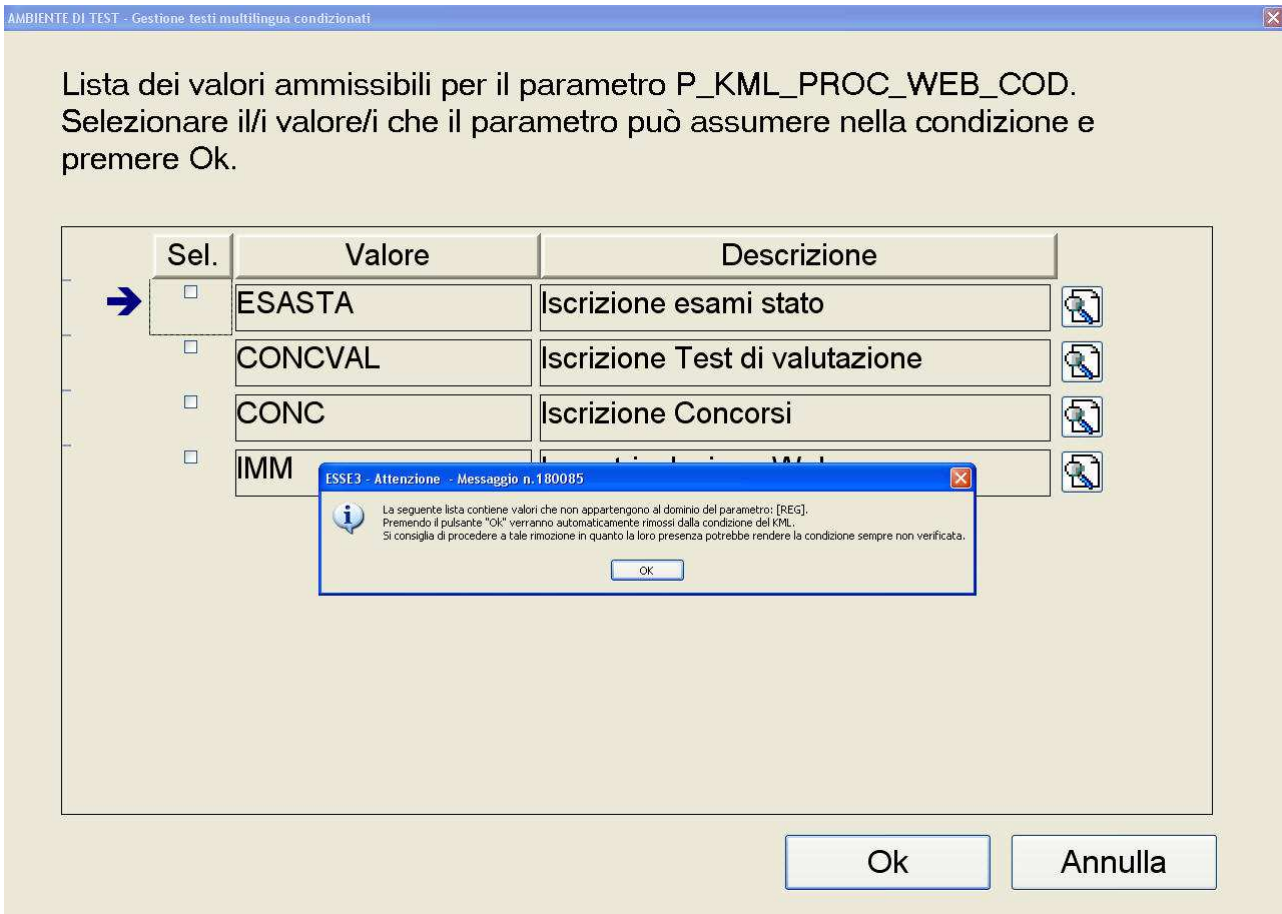 AMBIENTE DI TEST - Gestione testi multilingua condizionati
Lista dei valori ammissibili per il parametro P_KML_PROC_WEB_COD.
Selezionare il/i valore/i che il parametro può assumere nella condizione e
premere Ok.
Sel. Valore Descrizione
ESASTA Iscrizione esami stato
CONCVAL Iscrizione Test di valutazione
CONC Iscrizione Concorsi
IMM
ESSE3 - Attenzione - Messaggio n.180085
La seguente lista contiene valori che non appartengono al dominio del parametro: [REG].
Premendo il pulsante "Ok" verranno automaticamente rimossi dalla condizione del KML.
Si consiglia di procedere a tale rimozione in quanto la loro presenza potrebbe rendere la condizione sempre non verificata.
OK
Ok Annulla